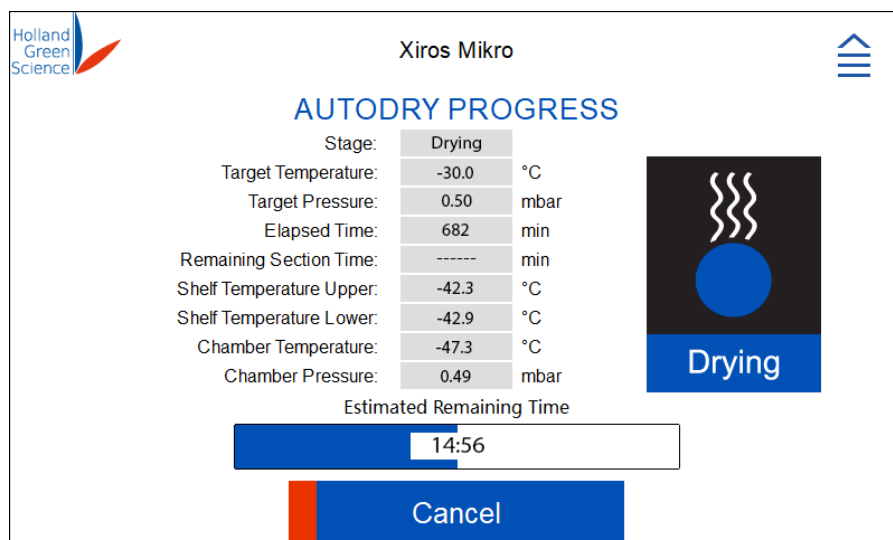 Holland
Green
Science
Xiros Mikro
AUTODRY PROGRESS
Stage: Drying
Target Temperature: -30.0 °C
Target Pressure: 0.50 mbar
Elapsed Time: 682 min
Remaining Section Time: ------ min
Shelf Temperature Upper: -42.3 °C
Shelf Temperature Lower: -42.9 °C
Chamber Temperature: -47.3 °C
Chamber Pressure: 0.49 mbar
Drying
Estimated Remaining Time
14:56
Cancel